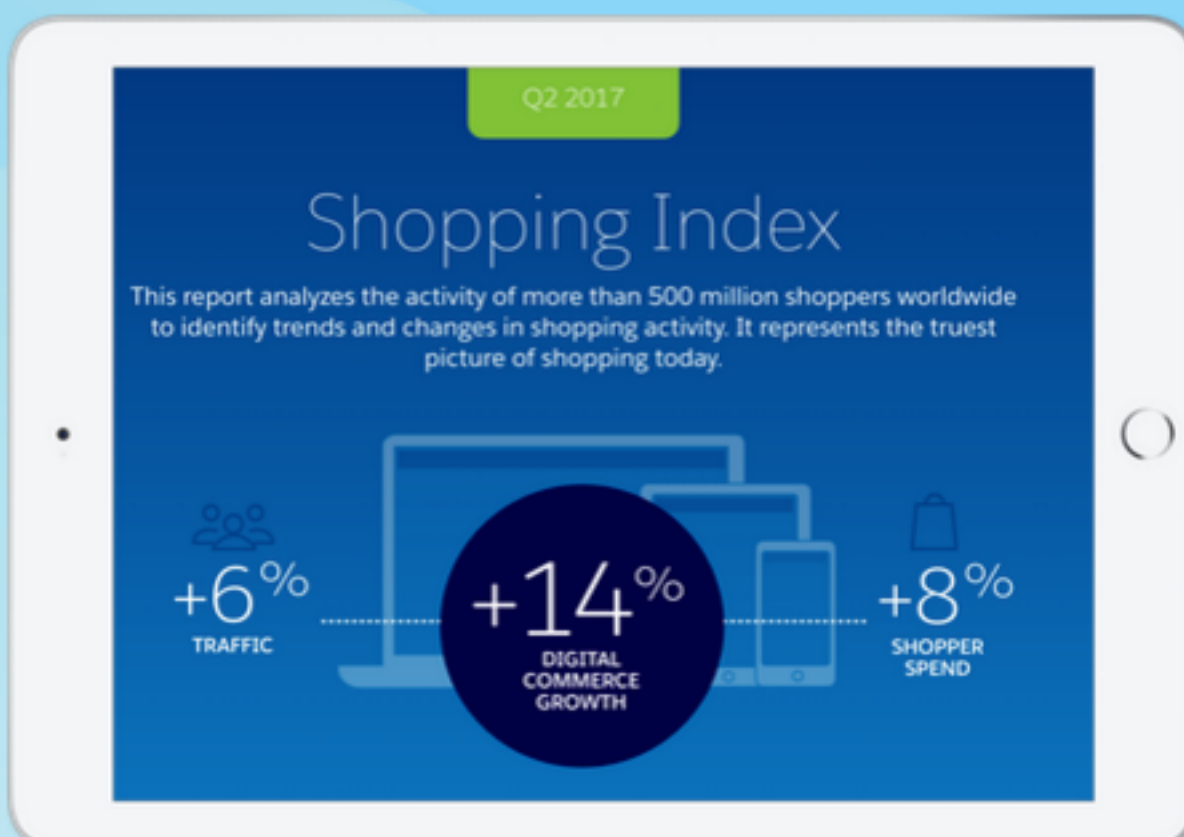 Q2 2017
Shopping Index
This report analyzes the activity of more than 500 million shoppers worldwide
to identify trends and changes in shopping activity. It represents the truest
picture of shopping today.
+6%
TRAFFIC
+14%
DIGITAL
COMMERCE
GROWTH
+8%
SHOPPER
SPEND